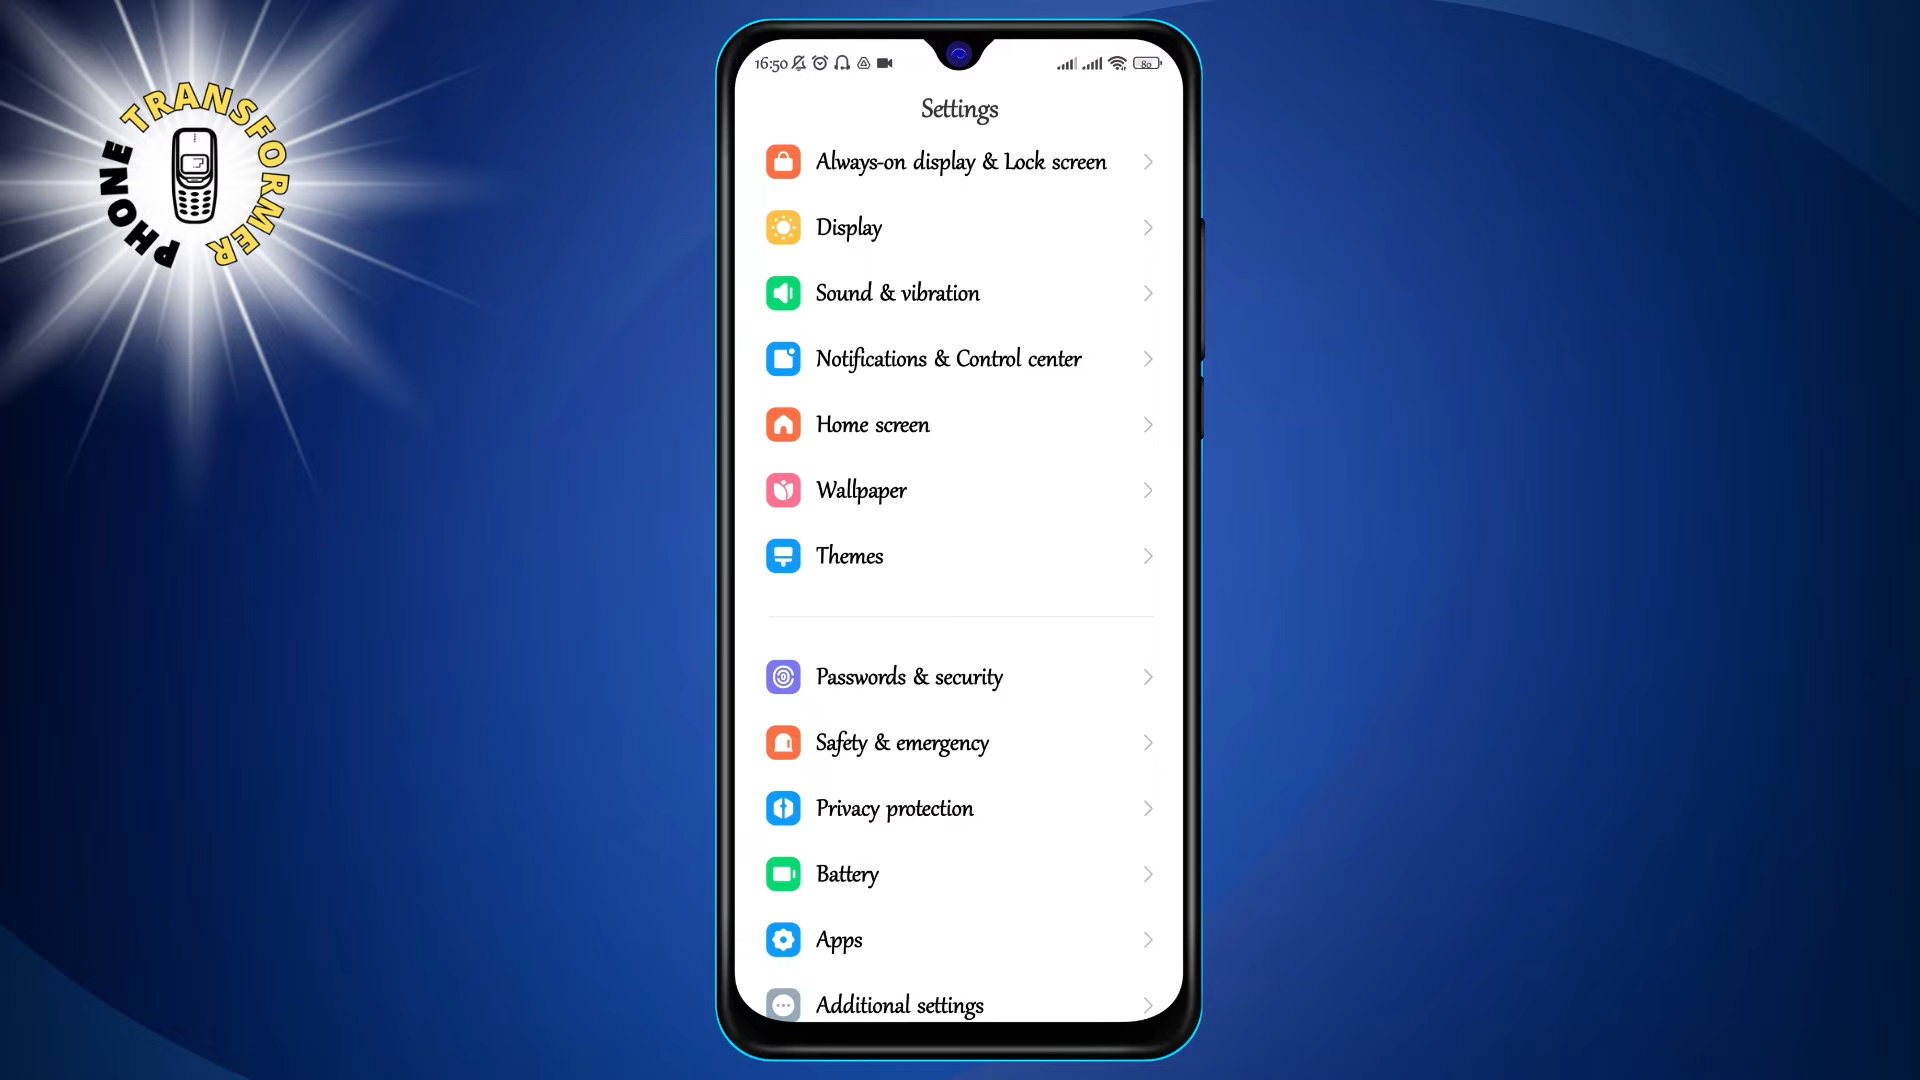 PHONE TRANSFORMER
16:50
80
Settings
Always-on display & Lock screen
Display
Sound & vibration
Notifications & Control center
Home screen
Wallpaper
Themes
Passwords & security
Safety & emergency
Privacy protection
Battery
Apps
Additional settings